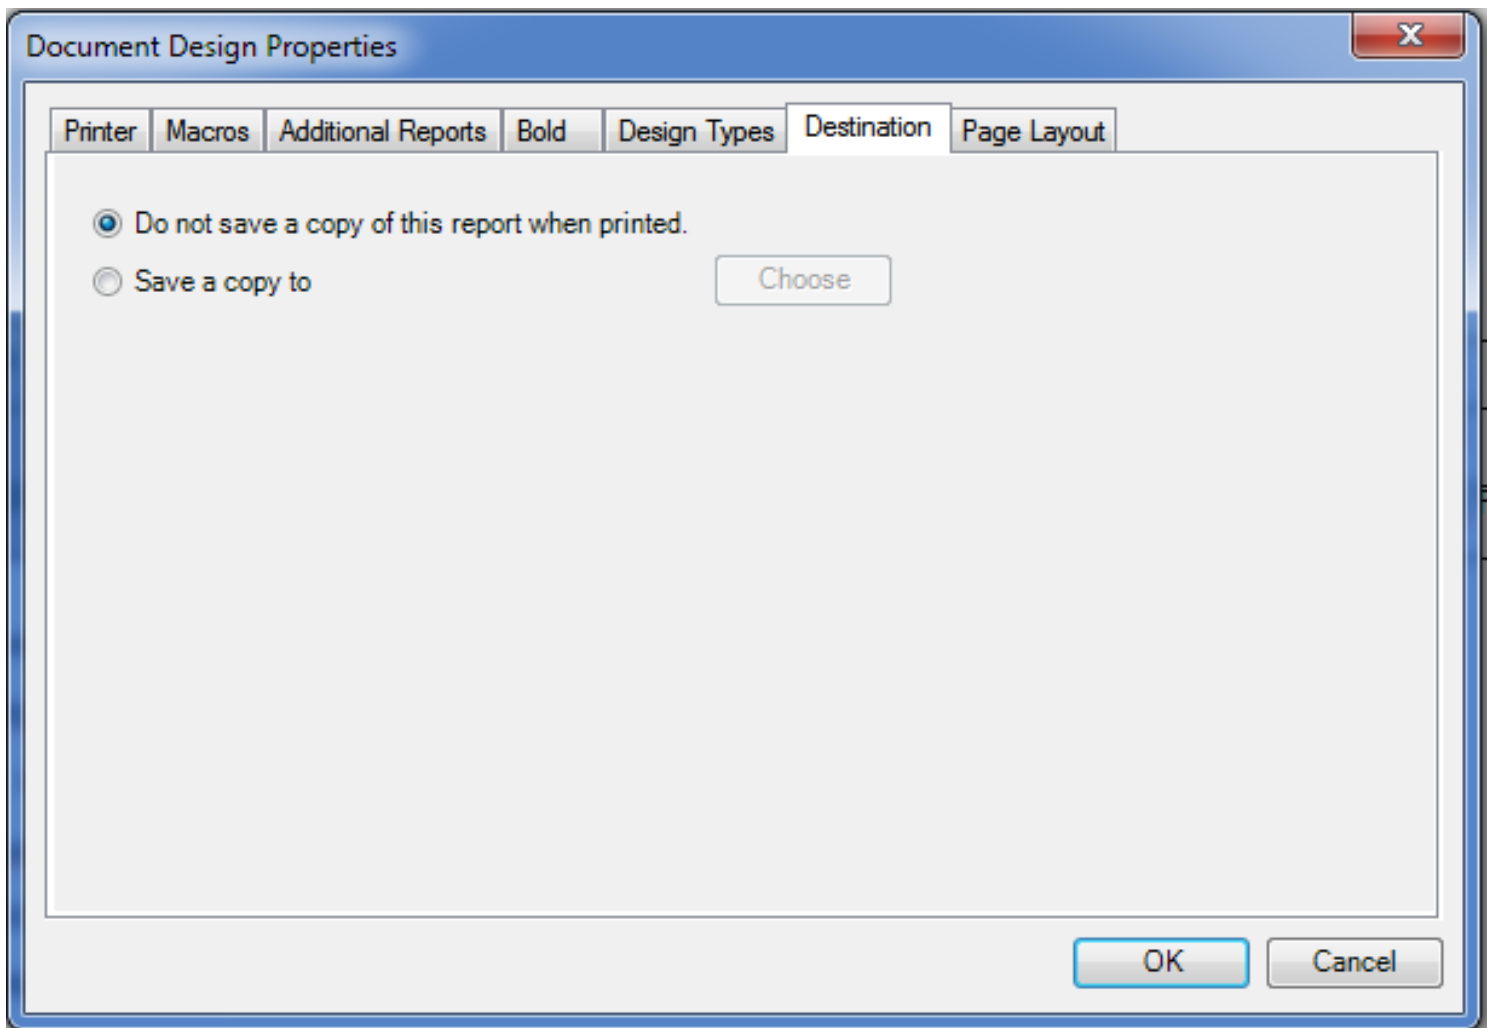 Document Design Properties
Printer Macros Additional Reports Bold Design Types Destination Page Layout
Do not save a copy of this report when printed.
Save a copy to Choose
OK Cancel